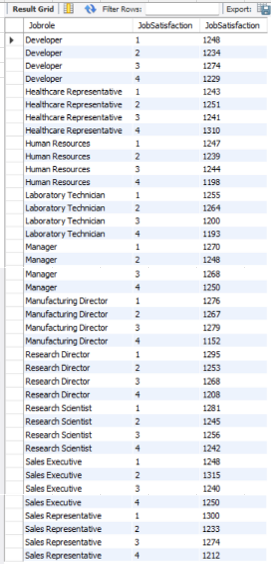 Result Grid Filter Rows: Export:
Jobrole JobSatisfaction JobSatisfaction
Developer 1 1248
Developer 2 1234
Developer 3 1274
Developer 4 1229
Healthcare Representative 1 1243
Healthcare Representative 2 1251
Healthcare Representative 3 1241
Healthcare Representative 4 1310
Human Resources 1 1247
Human Resources 2 1239
Human Resources 3 1244
Human Resources 4 1198
Laboratory Technician 1 1255
Laboratory Technician 2 1264
Laboratory Technician 3 1200
Laboratory Technician 4 1193
Manager 1 1270
Manager 2 1248
Manager 3 1268
Manager 4 1250
Manufacturing Director 1 1276
Manufacturing Director 2 1267
Manufacturing Director 3 1279
Manufacturing Director 4 1152
Research Director 1 1295
Research Director 2 1253
Research Director 3 1268
Research Director 4 1208
Research Scientist 1 1281
Research Scientist 2 1245
Research Scientist 3 1256
Research Scientist 4 1242
Sales Executive 1 1248
Sales Executive 2 1315
Sales Executive 3 1240
Sales Executive 4 1250
Sales Representative 1 1300
Sales Representative 2 1233
Sales Representative 3 1274
Sales Representative 4 1212